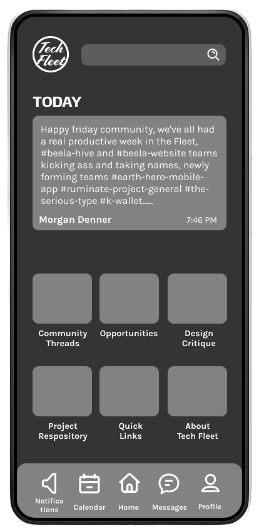 Tech
Fleet
TODAY
Happy friday community, we've all had
a real productive week in the Fleet,
#beela-hive and #beela-website teams
kicking ass and taking names, newly
forming teams #earth-hero-mobile-
app #ruminate-project-general #the-
serious-type #k-wallet......
Morgan Denner 7:46 PM
Community Opportunities Design
Threads Critique
Project Quick About
Respository Links Tech Fleet
Notifica
tions Calendar Home Messages Profile